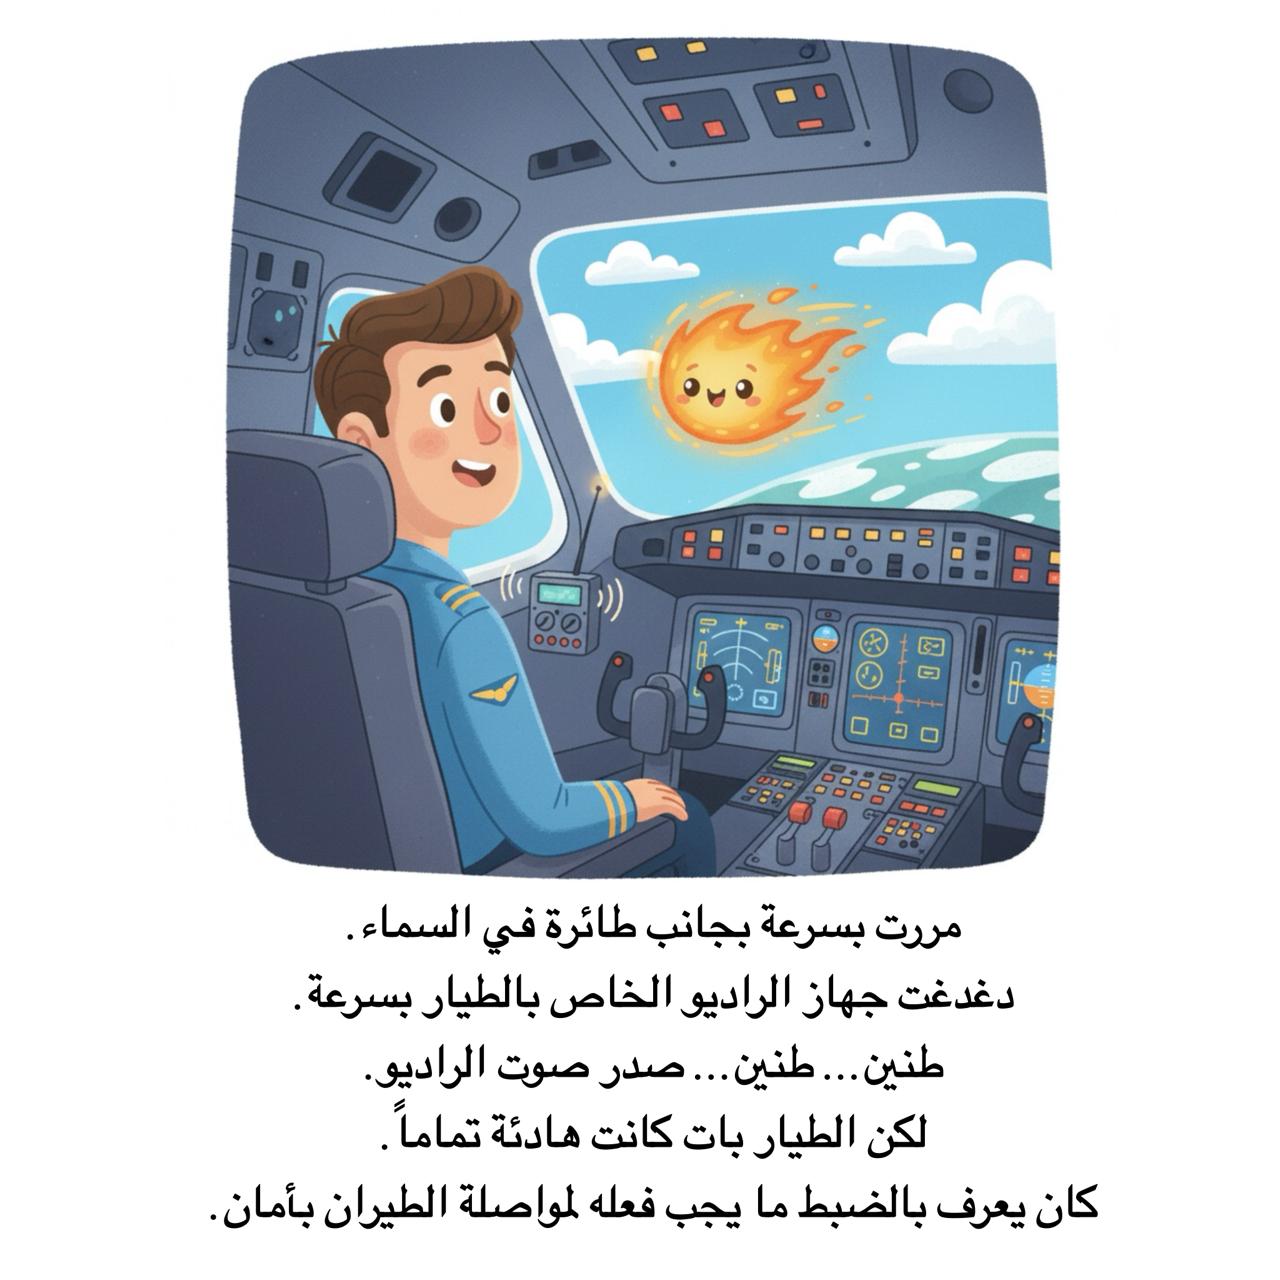 مررت بسرعة بجانب طائرة في السماء.
دغدغت جهاز الراديو الخاص بالطيار بسرعة.
طنين... طنين... صدر صوت الراديو.
لكن الطيار بات كانت هادئة تماماً.
كان يعرف بالضبط ما يجب فعله لمواصلة الطيران بأمان.